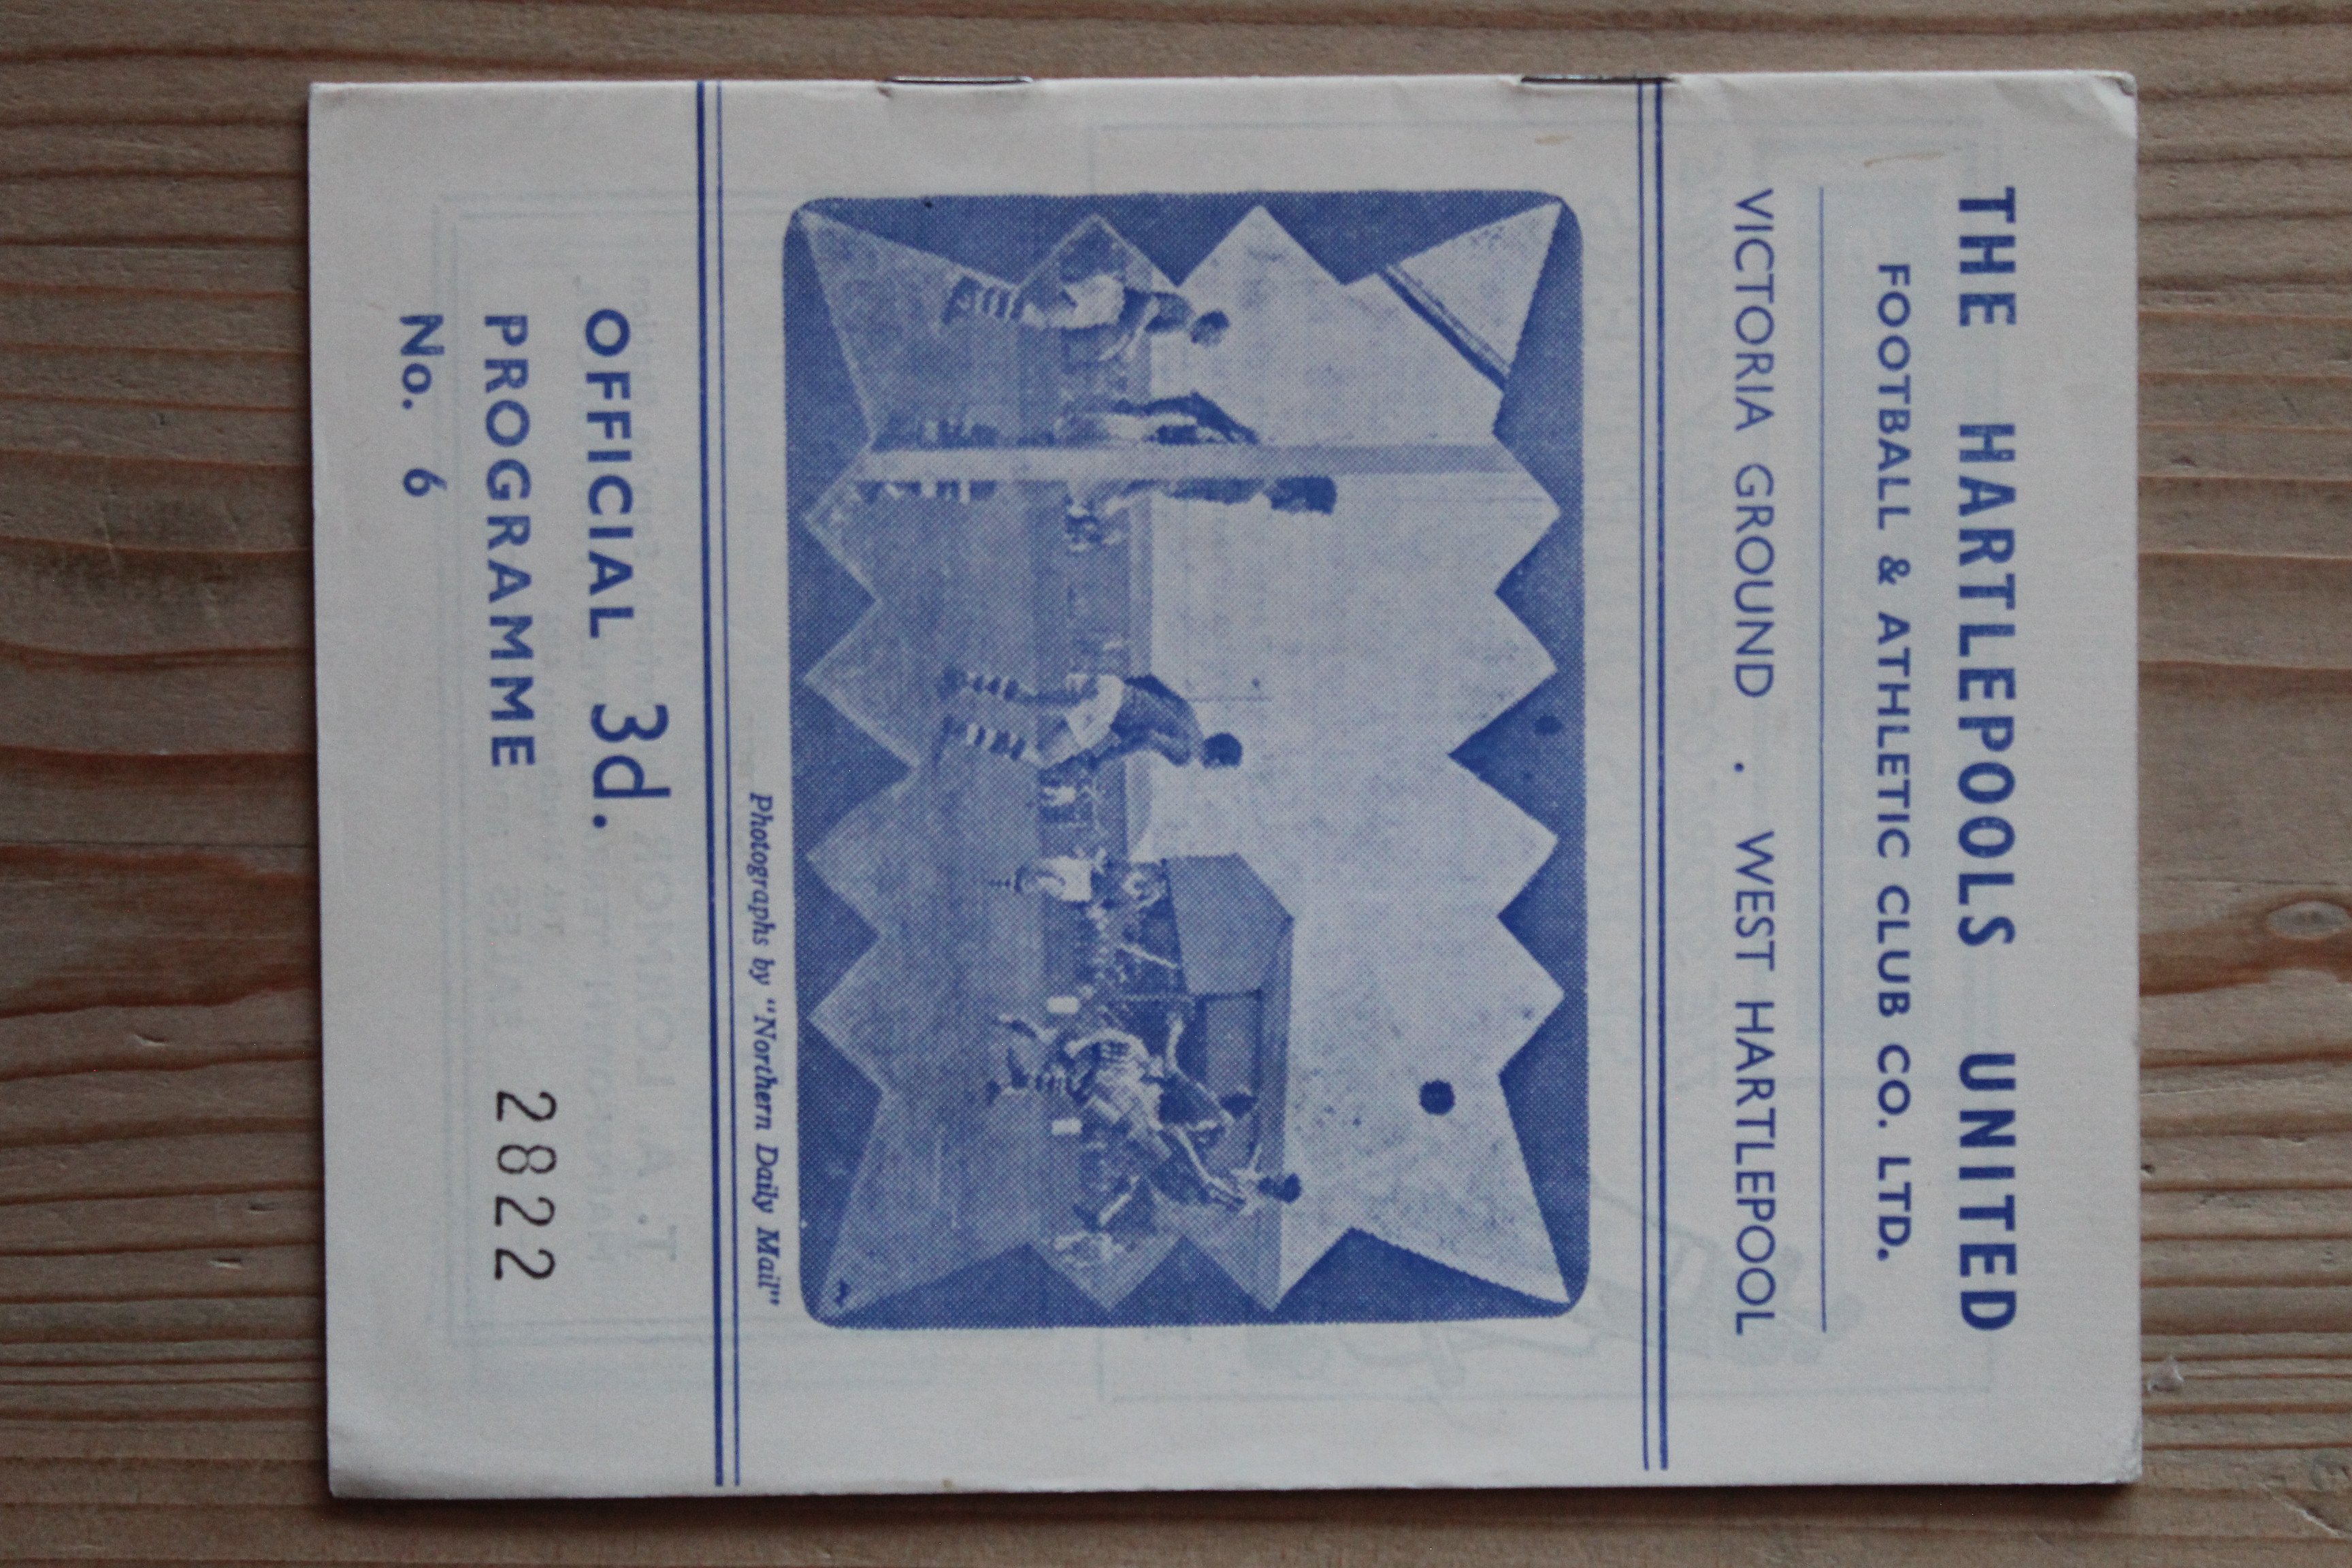 THE HARTLEPOOLS UNITED
FOOTBALL & ATHLETIC CLUB CO. LTD.
VICTORIA GROUND . WEST HARTLEPOOL
Photographs by "Northern Daily Mail"
OFFICIAL 3d.
PROGRAMME
2822
No. 6